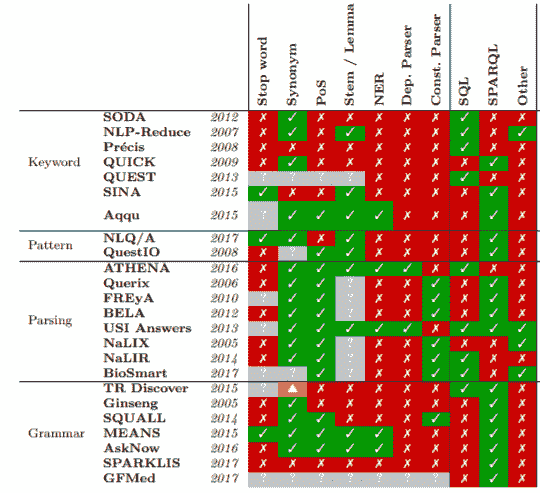 Stop word
Synonym
PoS
Stem / Lemma
NER
Dep. Parser
Const. Parser
SQL
SPARQL
Other
Keyword
SODA 2012
NLP-Reduce 2007
Précis 2008
QUICK 2009
QUEST 2013
SINA 2015
Aqqu 2015
Pattern
NLQ/A 2017
QuestIO 2008
Parsing
ATHENA 2016
Querix 2006
FREyA 2010
BELA 2012
USI Answers 2013
NaLIX 2005
NaLIR 2014
BioSmart 2017
Grammar
TR Discover 2015
Ginseng 2005
SQUALL 2014
MEANS 2015
AskNow 2016
SPARKLIS 2017
GFMed 2017